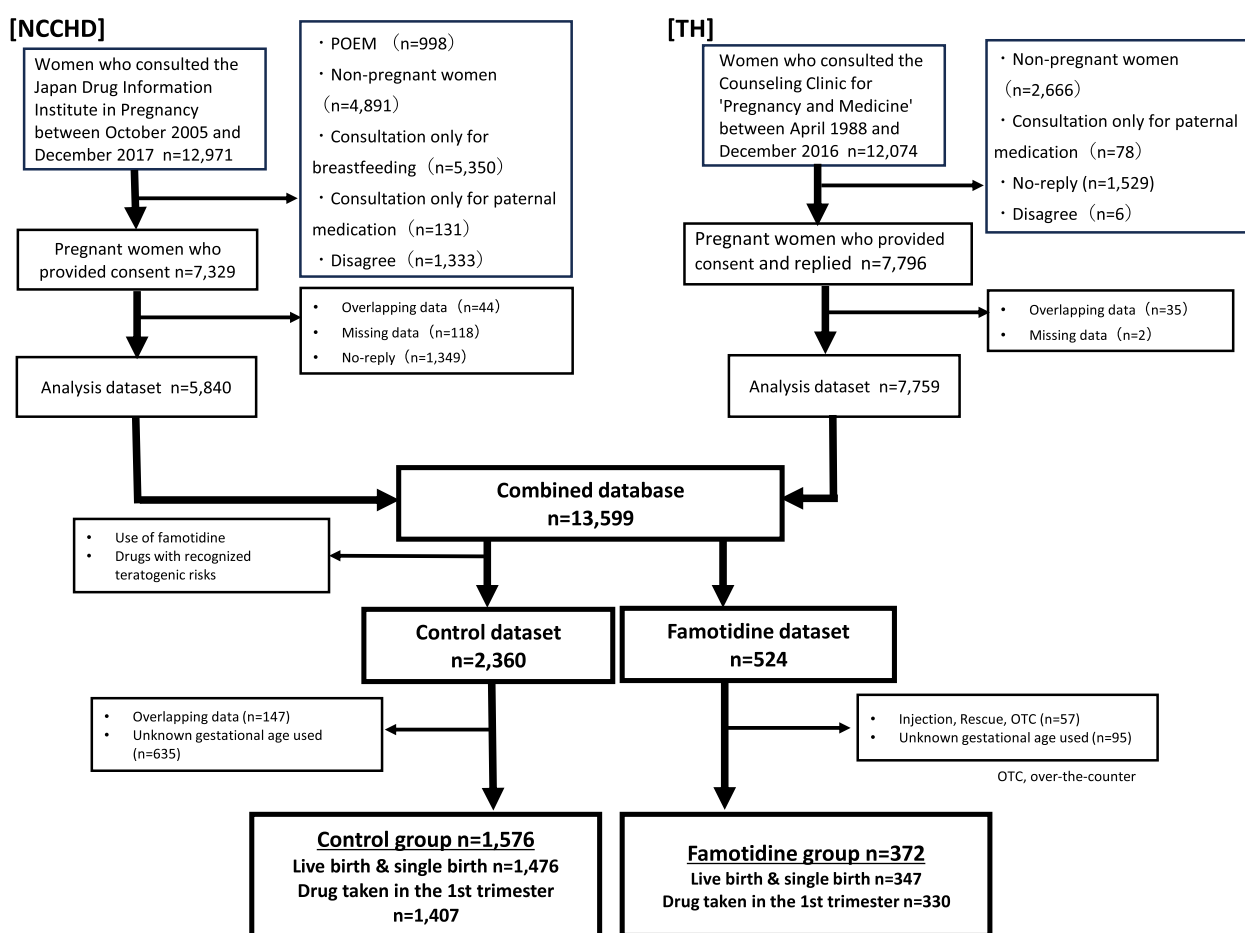 [NCCHD]
Women who consulted the
Japan Drug Information
Institute in Pregnancy
between October 2005 and
December 2017  n=12,971
・POEM （n=998）
・Non-pregnant women
（n=4,891）
・Consultation only for
breastfeeding（n=5,350）
・Consultation only for paternal
medication（n=131）
・Disagree（n=1,333）
Pregnant women who
provided consent n=7,329
• Overlapping data（n=44）
• Missing data（n=118）
• No-reply（n=1,349）
Analysis dataset  n=5,840
[TH]
Women who consulted the
Counseling Clinic for
'Pregnancy and Medicine'
between April 1988 and
December 2016  n=12,074
・Non-pregnant women
（n=2,666）
・Consultation only for paternal
medication（n=78）
・No-reply (n=1,529)
・Disagree（n=6）
Pregnant women who provided
consent and replied  n=7,796
• Overlapping data（n=35）
• Missing data（n=2）
Analysis dataset  n=7,759
Combined database
n=13,599
• Use of famotidine
• Drugs with recognized
teratogenic risks
Control dataset
n=2,360
Famotidine dataset
n=524
• Overlapping data (n=147)
• Unknown gestational age used
(n=635)
• Injection, Rescue, OTC (n=57)
• Unknown gestational age used (n=95)
OTC, over-the-counter
Control group n=1,576
Live birth & single birth n=1,476
Drug taken in the 1st trimester
n=1,407
Famotidine group n=372
Live birth & single birth n=347
Drug taken in the 1st trimester n=330